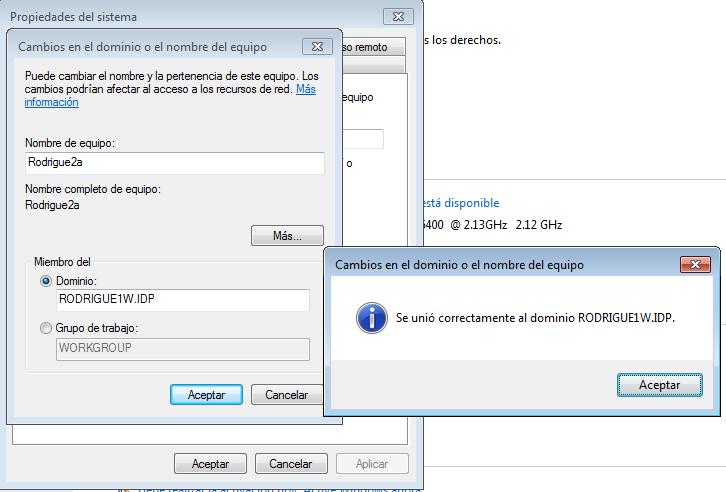 Propiedades del sistema
Cambios en el dominio o el nombre del equipo
so remoto
s los derechos.
Puede cambiar el nombre y la pertenencia de este equipo. Los
cambios podrían afectar al acceso a los recursos de red. Más
información
equipo
Nombre de equipo:
Rodrigue2a
o
Nombre completo de equipo:
Rodrigue2a
está disponible
6400 @ 2.13GHz 2.12 GHz
Más...
Miembro del
Dominio:
RODRIGUE1W.IDP
Grupo de trabajo:
WORKGROUP
Aceptar
Cancelar
Cambios en el dominio o el nombre del equipo
Se unió correctamente al dominio RODRIGUE1W.IDP.
Aceptar
Aceptar
Cancelar
Aplicar